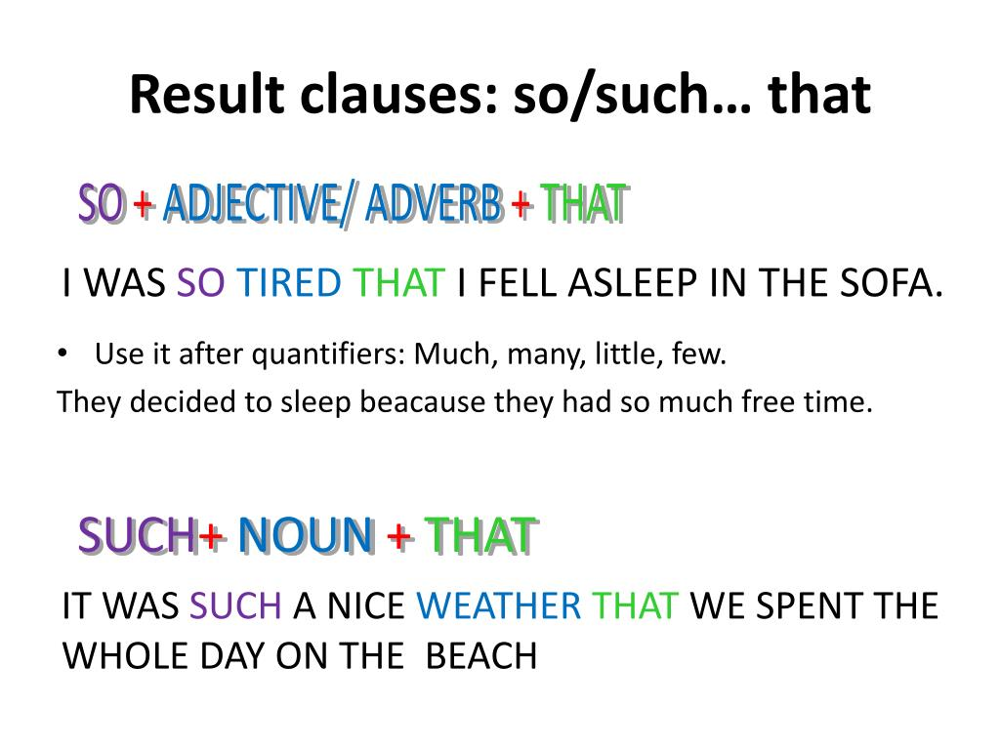 Result clauses: so/such… that
SO + ADJECTIVE/ ADVERB + THAT
I WAS SO TIRED THAT I FELL ASLEEP IN THE SOFA.
• Use it after quantifiers: Much, many, little, few.
They decided to sleep beacause they had so much free time.
SUCH+ NOUN + THAT
IT WAS SUCH A NICE WEATHER THAT WE SPENT THE
WHOLE DAY ON THE  BEACH